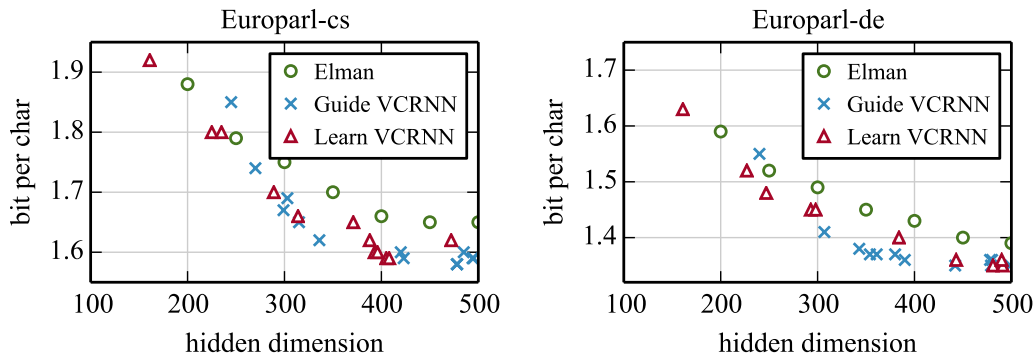 Europarl-cs
bit per char
1.9
1.8
1.7
1.6
Elman
Guide VCRNN
Learn VCRNN
100 200 300 400 500
hidden dimension
Europarl-de
bit per char
1.7
1.6
1.5
1.4
Elman
Guide VCRNN
Learn VCRNN
100 200 300 400 500
hidden dimension